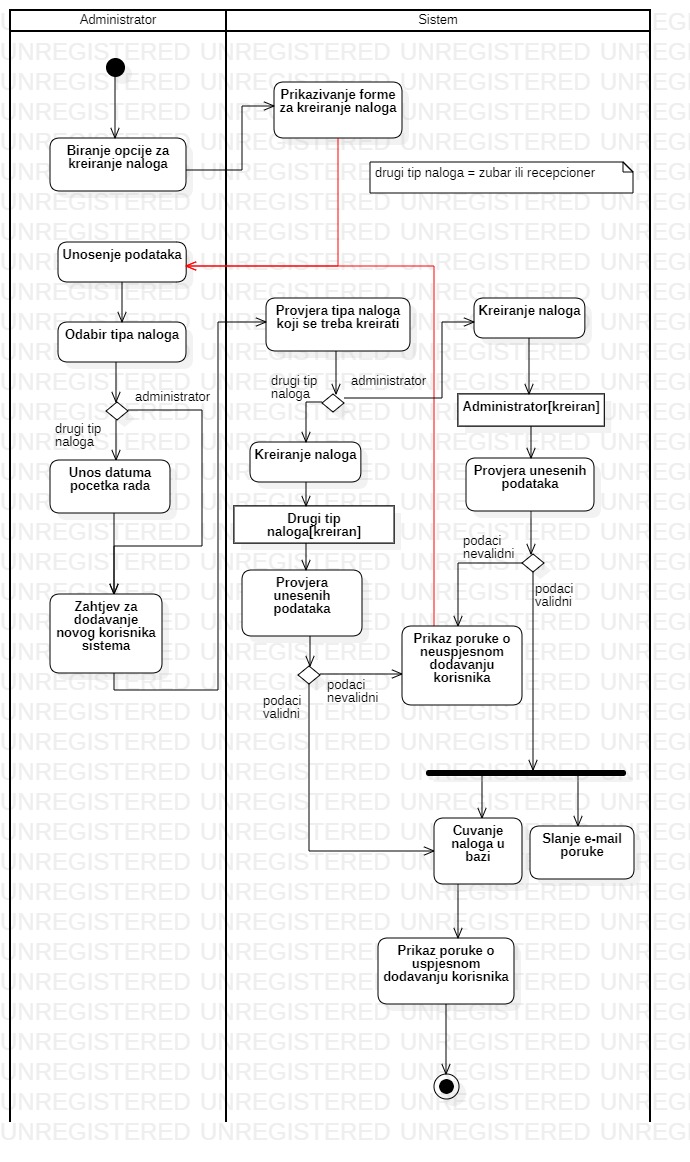 Administrator
Sistem
Prikazivanje forme
za kreiranje naloga
Biranje opcije za
kreiranje naloga
drugi tip naloga = zubar ili recepcioner
Unosenje podataka
Odabir tipa naloga
Provjera tipa naloga
koji se treba kreirati
Kreiranje naloga
administrator
drugi tip
naloga
drugi tip
naloga
administrator
Administrator[kreiran]
Unos datuma
pocetka rada
Kreiranje naloga
Provjera unesenih
podataka
Drugi tip
naloga[kreiran]
podaci
nevalidni
podaci
validni
Provjera
unesenih
podataka
Zahtjev za
dodavanje
novog korisnika
sistema
Prikaz poruke o
neuspjesnom
dodavanju
korisnika
podaci
nevalidni
podaci
validni
Cuvanje
naloga u
bazi
Slanje e-mail
poruke
Prikaz poruke o
uspjesnom
dodavanju korisnika
UNREGISTERED